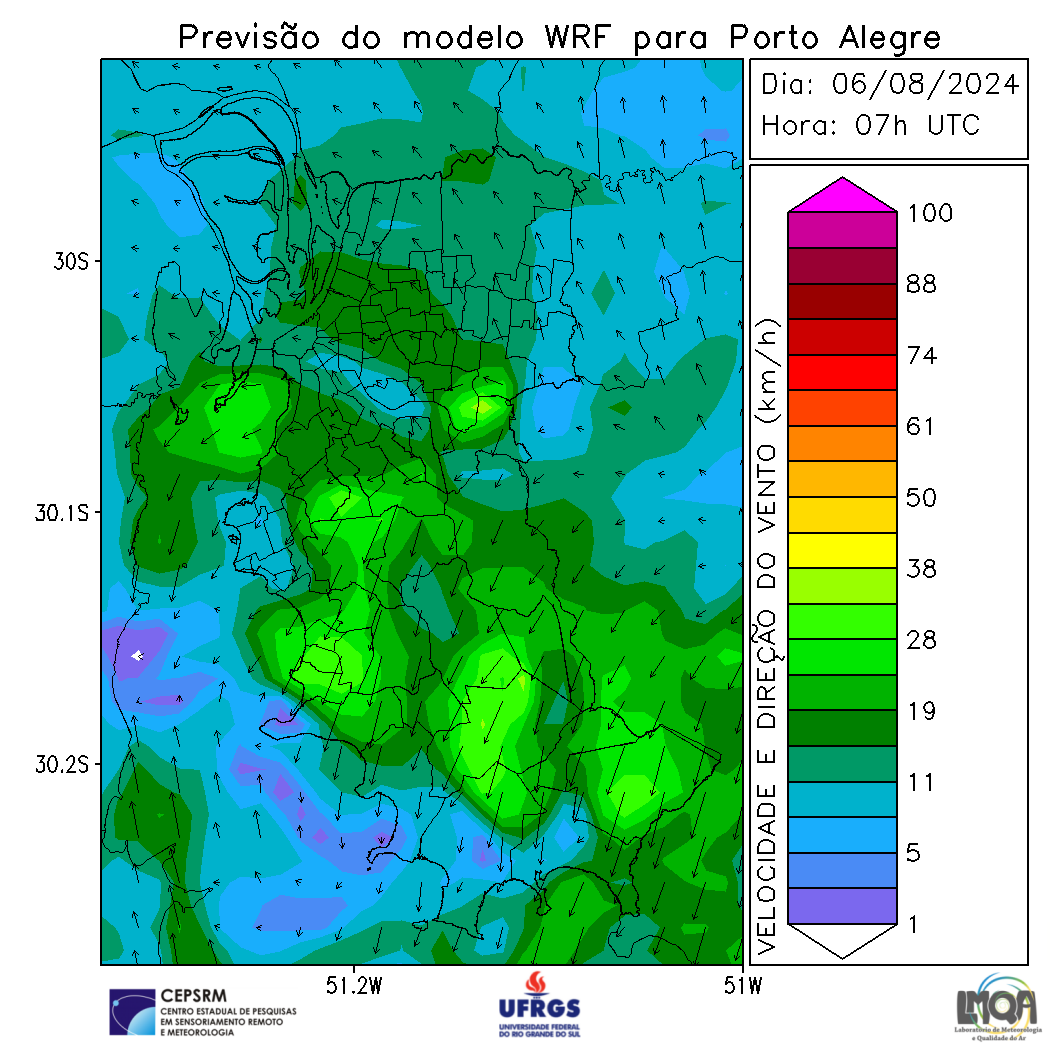 Previsão do modelo WRF para Porto Alegre
Dia: 06/08/2024
Hora: 07h UTC
30S
30.1S
30.2S
51.2W
51W
VELOCIDADE E DIREÇÃO DO VENTO (km/h)
100
88
74
61
50
38
28
19
11
5
1
CEPSRM
CENTRO ESTADUAL DE PESQUISAS
EM SENSORIAMENTO REMOTO
E METEOROLOGIA
UFRGS
UNIVERSIDADE FEDERAL
DO RIO GRANDE DO SUL
LMQA
Laboratório de Meteorologia
e Qualidade do Ar